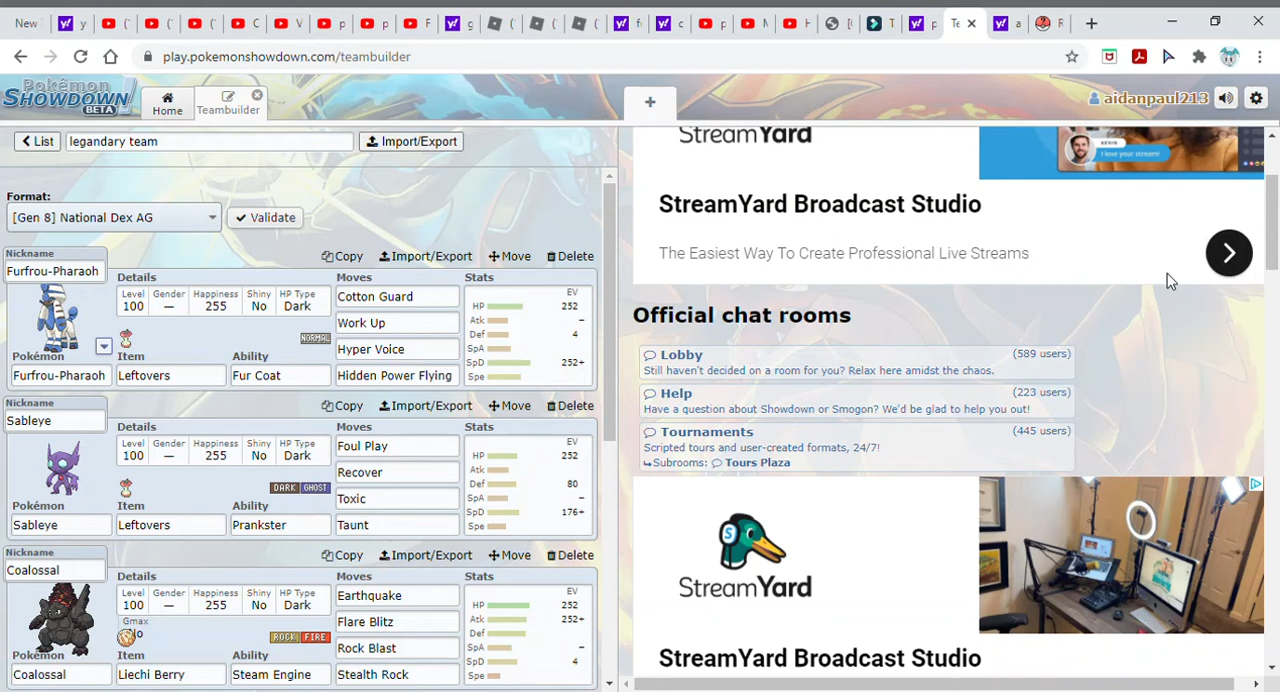 New
play.pokemonshowdown.com/teambuilder
Pokémon
SHOWDOWN!
BETA
Home
Teambuilder
+
aidanpaul213
List
legandary team
Import/Export
Format:
[Gen 8] National Dex AG
Validate
Nickname
Furfrou-Pharaoh
Copy Import/Export Move Delete
Details Moves Stats
Level Gender Happiness Shiny HP Type
100 — 255 No Dark
NORMAL
Pokémon Item Ability
Furfrou-Pharaoh Leftovers Fur Coat
Cotton Guard
Work Up
Hyper Voice
Hidden Power Flying
EV
HP 252
Atk –
Def 4
SpA –
SpD 252+
Spe –
Nickname
Sableye
Copy Import/Export Move Delete
Details Moves Stats
Level Gender Happiness Shiny HP Type
100 — 255 No Dark
DARK GHOST
Pokémon Item Ability
Sableye Leftovers Prankster
Foul Play
Recover
Toxic
Taunt
EV
HP 252
Atk
Def 80
SpA –
SpD 176+
Spe –
Nickname
Coalossal
Copy Import/Export Move Delete
Details Moves Stats
Level Gender Happiness Shiny HP Type
100 — 255 No Dark
Gmax
ROCK FIRE
Pokémon Item Ability
Coalossal Liechi Berry Steam Engine
Earthquake
Flare Blitz
Rock Blast
Stealth Rock
EV
HP 252
Atk 252+
Def
SpA –
SpD 4
Spe
StreamYard
KEVIN
I love your stream!
StreamYard Broadcast Studio
The Easiest Way To Create Professional Live Streams
Official chat rooms
Lobby (589 users)
Still haven't decided on a room for you? Relax here amidst the chaos.
Help (223 users)
Have a question about Showdown or Smogon? We'd be glad to help you out!
Tournaments (445 users)
Scripted tours and user-created formats, 24/7!
Subrooms: Tours Plaza
S
StreamYard
StreamYard Broadcast Studio